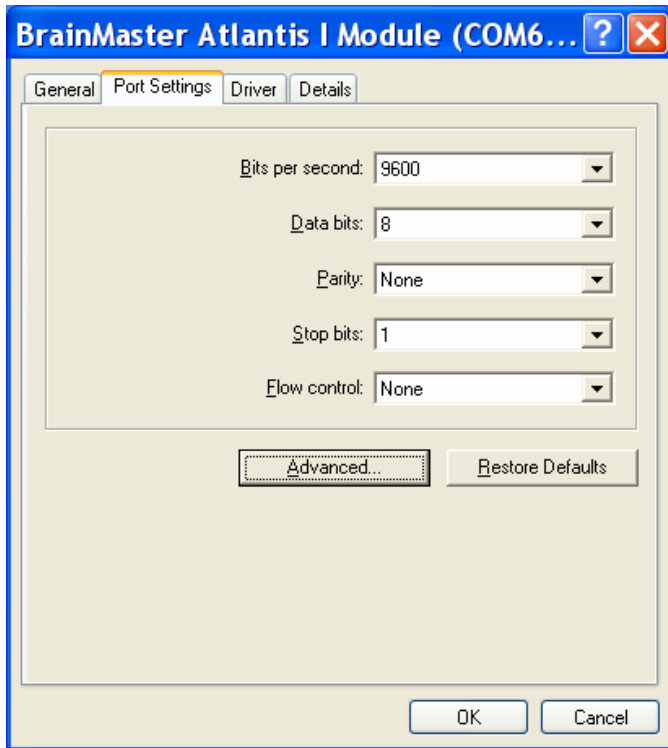 BrainMaster Atlantis I Module (COM6...
General Port Settings Driver Details
Bits per second: 9600
Data bits: 8
Parity: None
Stop bits: 1
Flow control: None
Advanced... Restore Defaults
OK Cancel